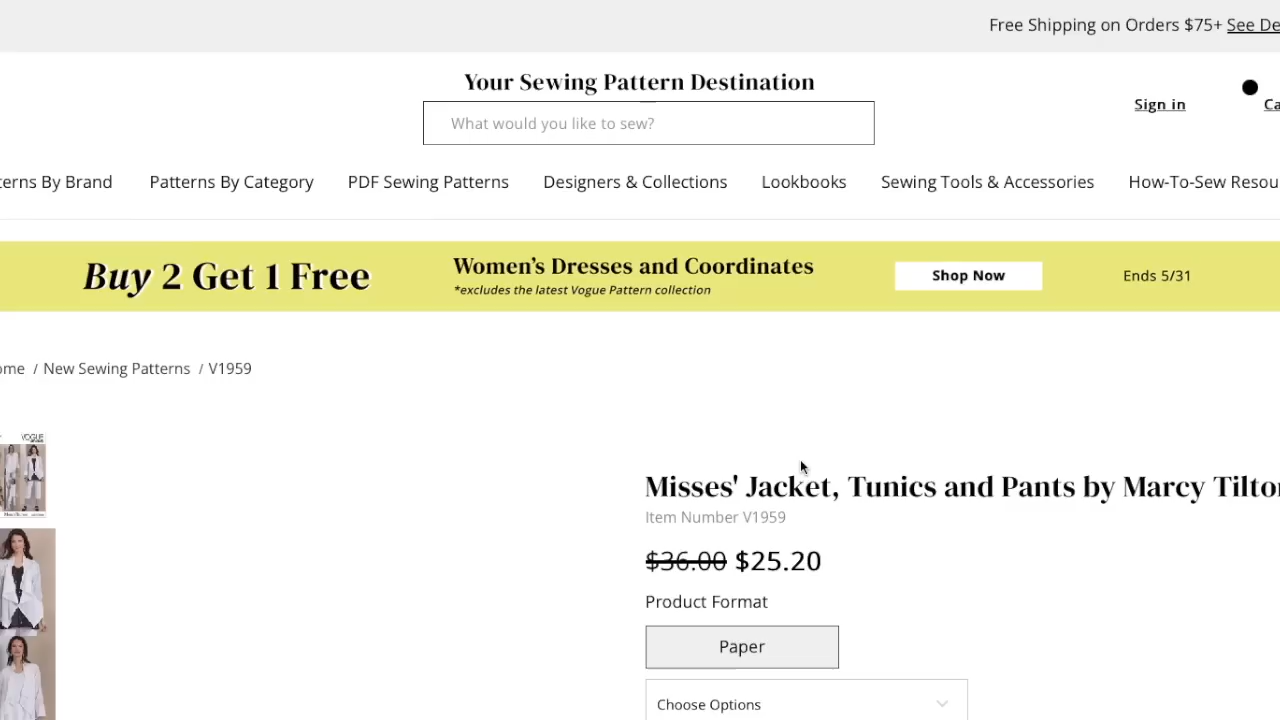 Free Shipping on Orders $75+ See De
Your Sewing Pattern Destination
What would you like to sew?
Sign in
Ca
terns By Brand Patterns By Category PDF Sewing Patterns Designers & Collections Lookbooks Sewing Tools & Accessories How-To-Sew Resou
Buy 2 Get 1 Free
Women's Dresses and Coordinates
*excludes the latest Vogue Pattern collection
Shop Now
Ends 5/31
ome / New Sewing Patterns / V1959
VOGUE
Misses' Jacket, Tunics and Pants by Marcy Tilto
Item Number V1959
$36.00 $25.20
Product Format
Paper
Choose Options